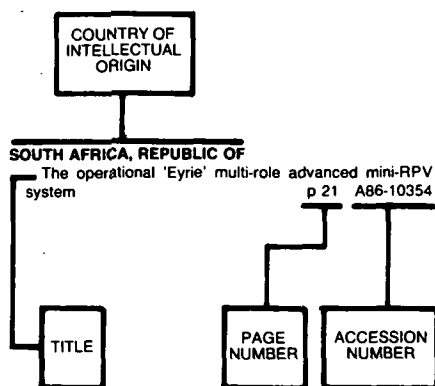 COUNTRY OF
INTELLECTUAL
ORIGIN
SOUTH AFRICA, REPUBLIC OF
The operational 'Eyrie' multi-role advanced mini-RPV
system p 21 A86-10354
TITLE
PAGE
NUMBER
ACCESSION
NUMBER